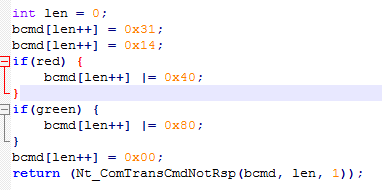 int len = 0;
bcmd[len++] = 0x31;
bcmd[len++] = 0x14;
if(red) {
    bcmd[len++] |= 0x40;
}
if(green) {
    bcmd[len++] |= 0x80;
}
bcmd[len++] = 0x00;
return (Nt_ComTransCmdNotRsp(bcmd, len, 1));